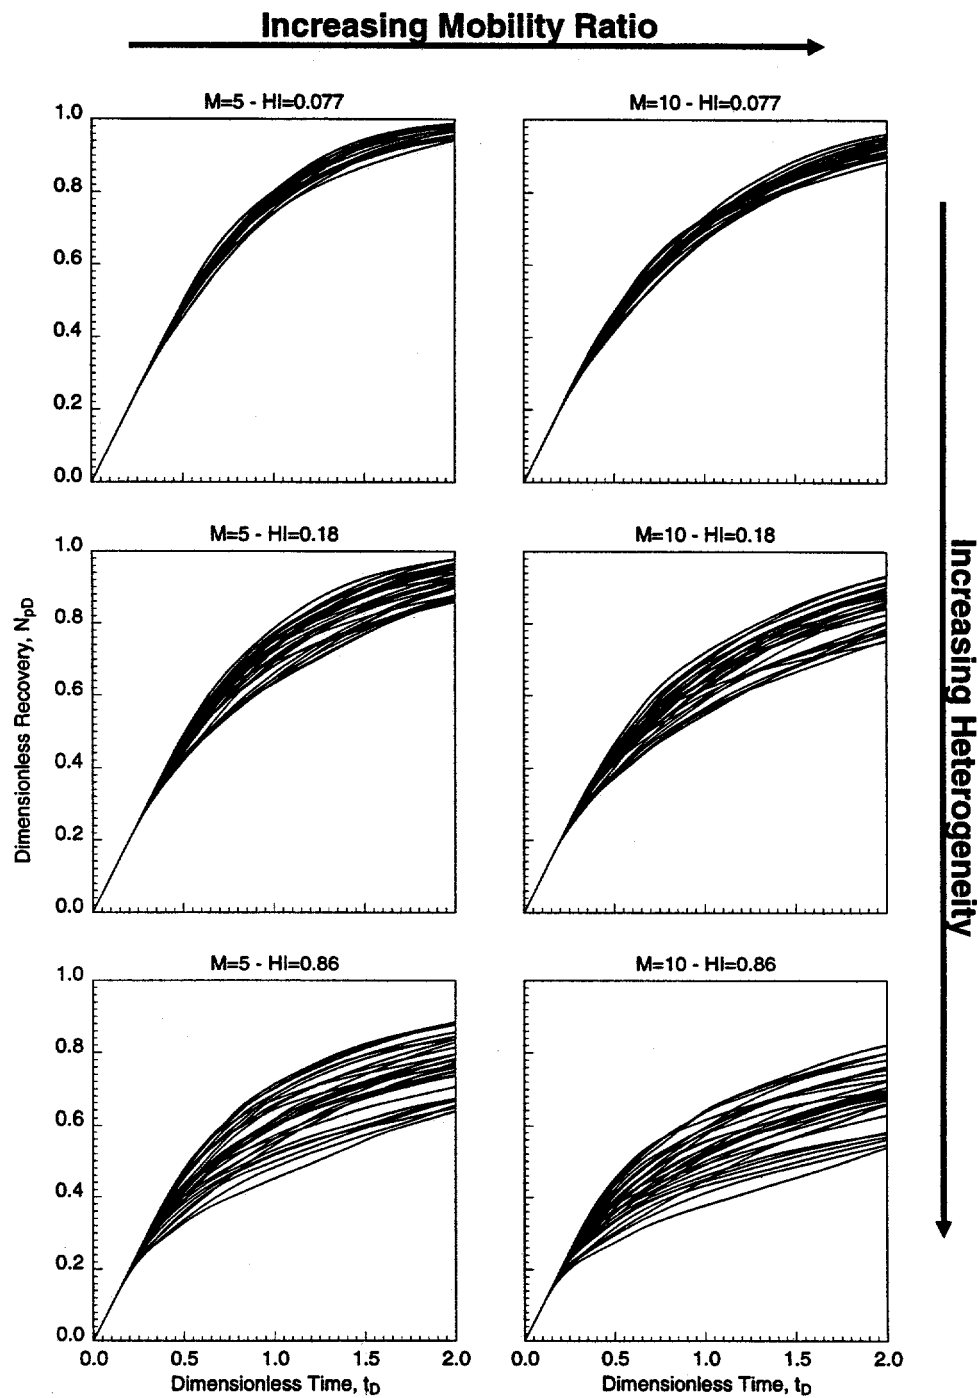 Increasing Mobility Ratio
M=5 - HI=0.077
M=10 - HI=0.077
1.0
0.8
0.6
0.4
0.2
0.0
M=5 - HI=0.18
M=10 - HI=0.18
1.0
0.8
0.6
0.4
0.2
0.0
Dimensionless Recovery, NpD
Increasing Heterogeneity
M=5 - HI=0.86
M=10 - HI=0.86
1.0
0.8
0.6
0.4
0.2
0.0
0.0 0.5 1.0 1.5 2.0
0.0 0.5 1.0 1.5 2.0
Dimensionless Time, tD
Dimensionless Time, tD